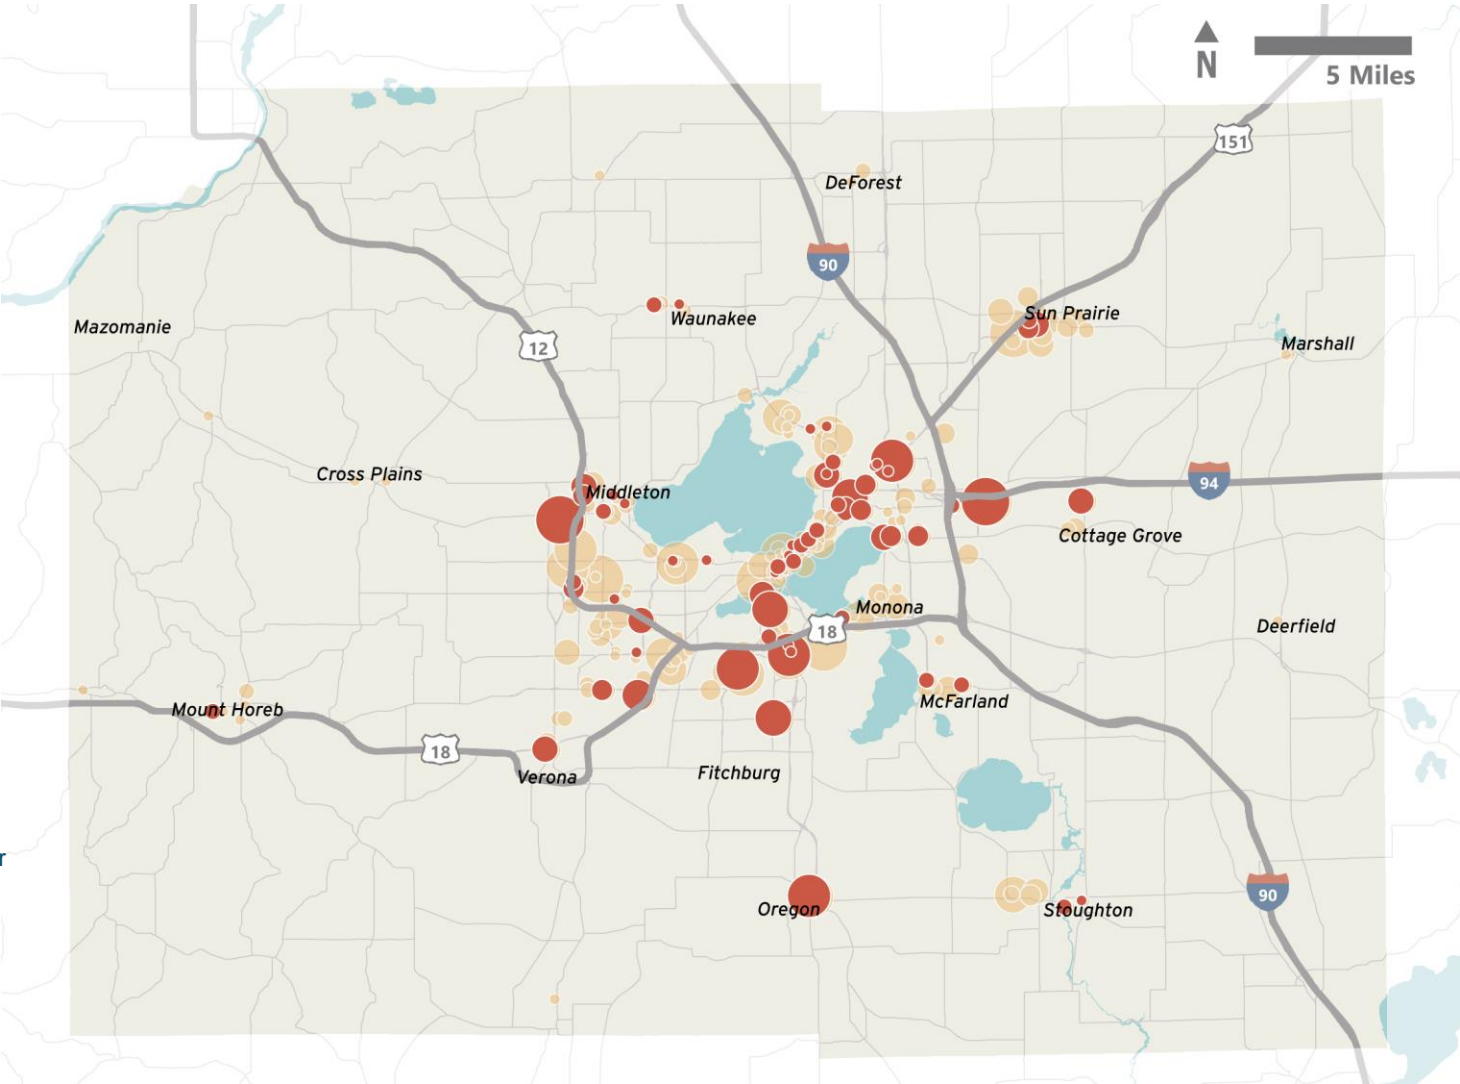 N
5 Miles
151
DeForest
90
Sun Prairie
Waunakee
Mazomanie
12
Marshall
Cross Plains
94
Middleton
Cottage Grove
Monona
18
Deerfield
McFarland
Mount Horeb
18
Fitchburg
Verona
r
90
Oregon
Stoughton